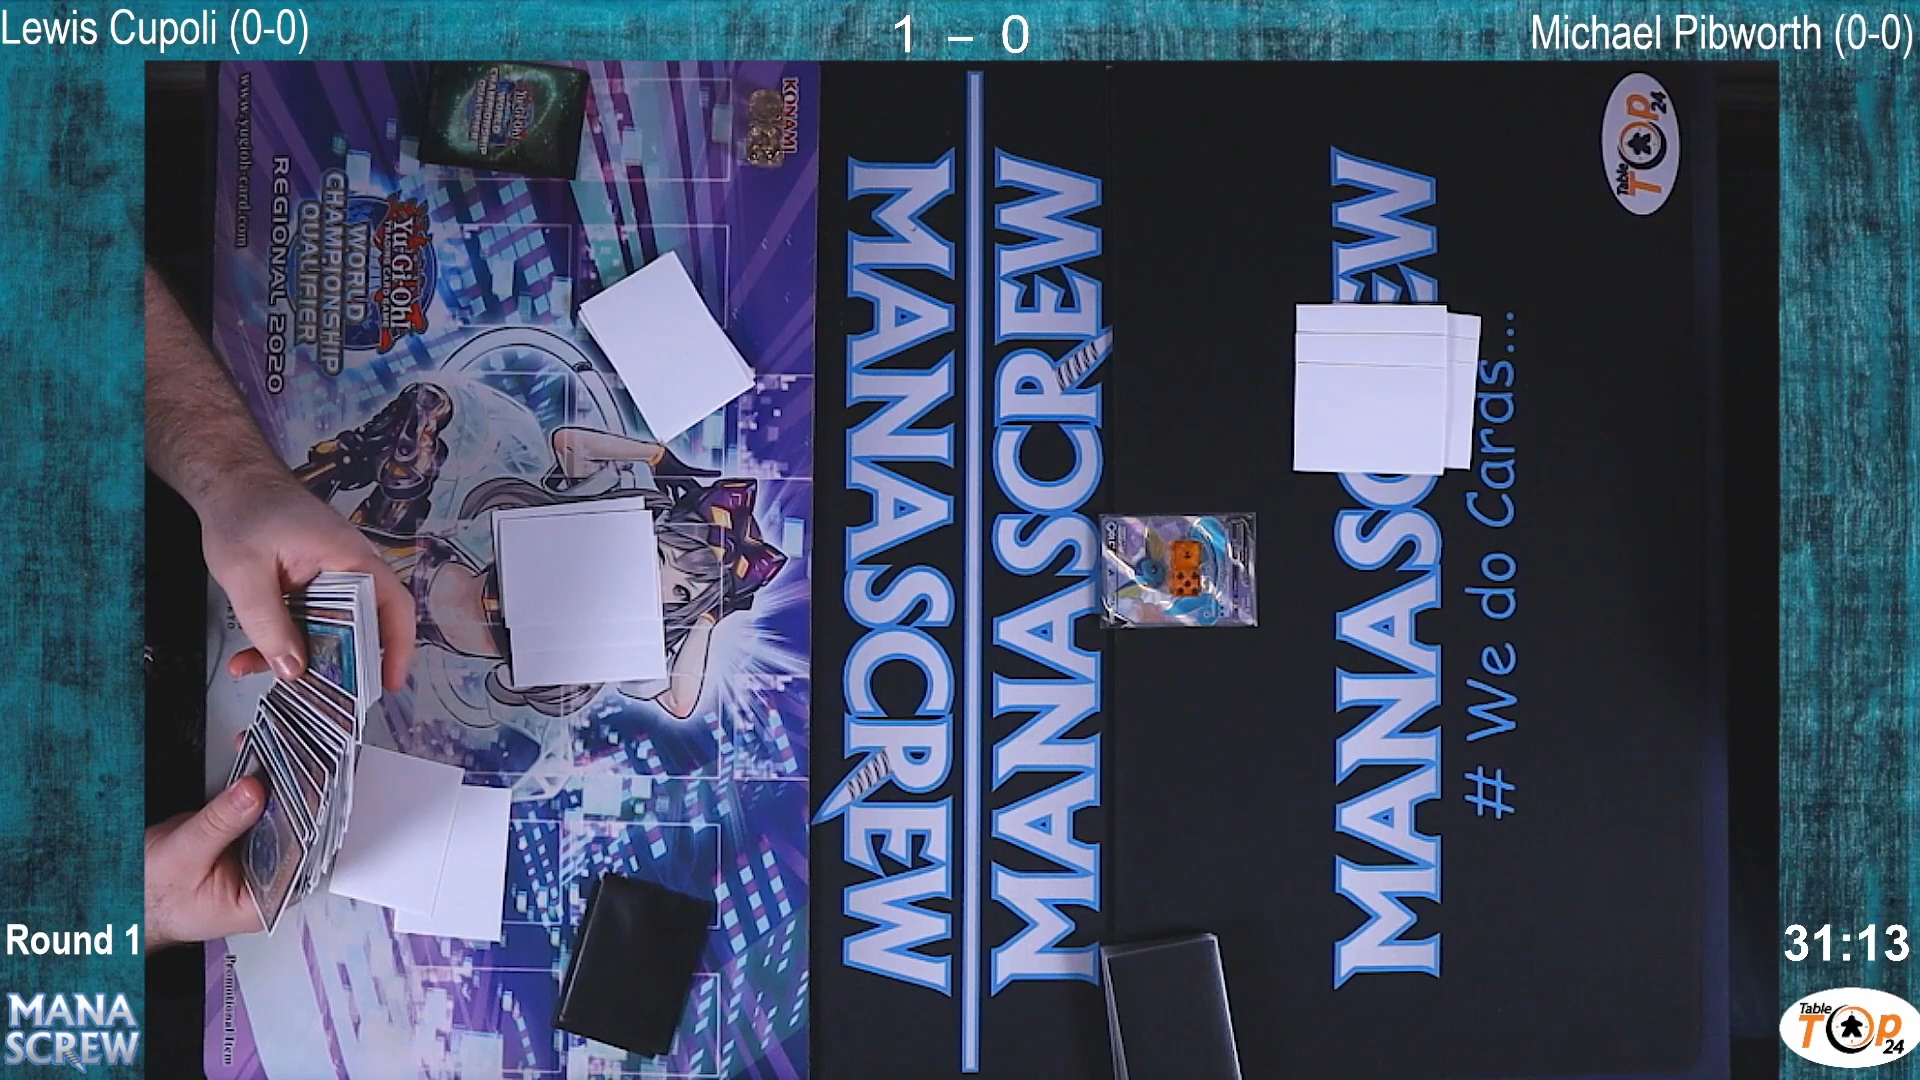 Lewis Cupoli (0-0)
1 – 0
Michael Pibworth (0-0)
www.yugioh-card.com
REGIONAL 2020
WORLD
CHAMPIONSHIP
QUALIFIER
Yu-Gi-Oh!
TRADING CARD GAME
KONAMI
MANASCREW
MANASCREW
MANASCREW
# We do Cards...
Table
TOP
24
Promotional Item
Round 1
MANA
SCREW
31:13
Table
TOP
24